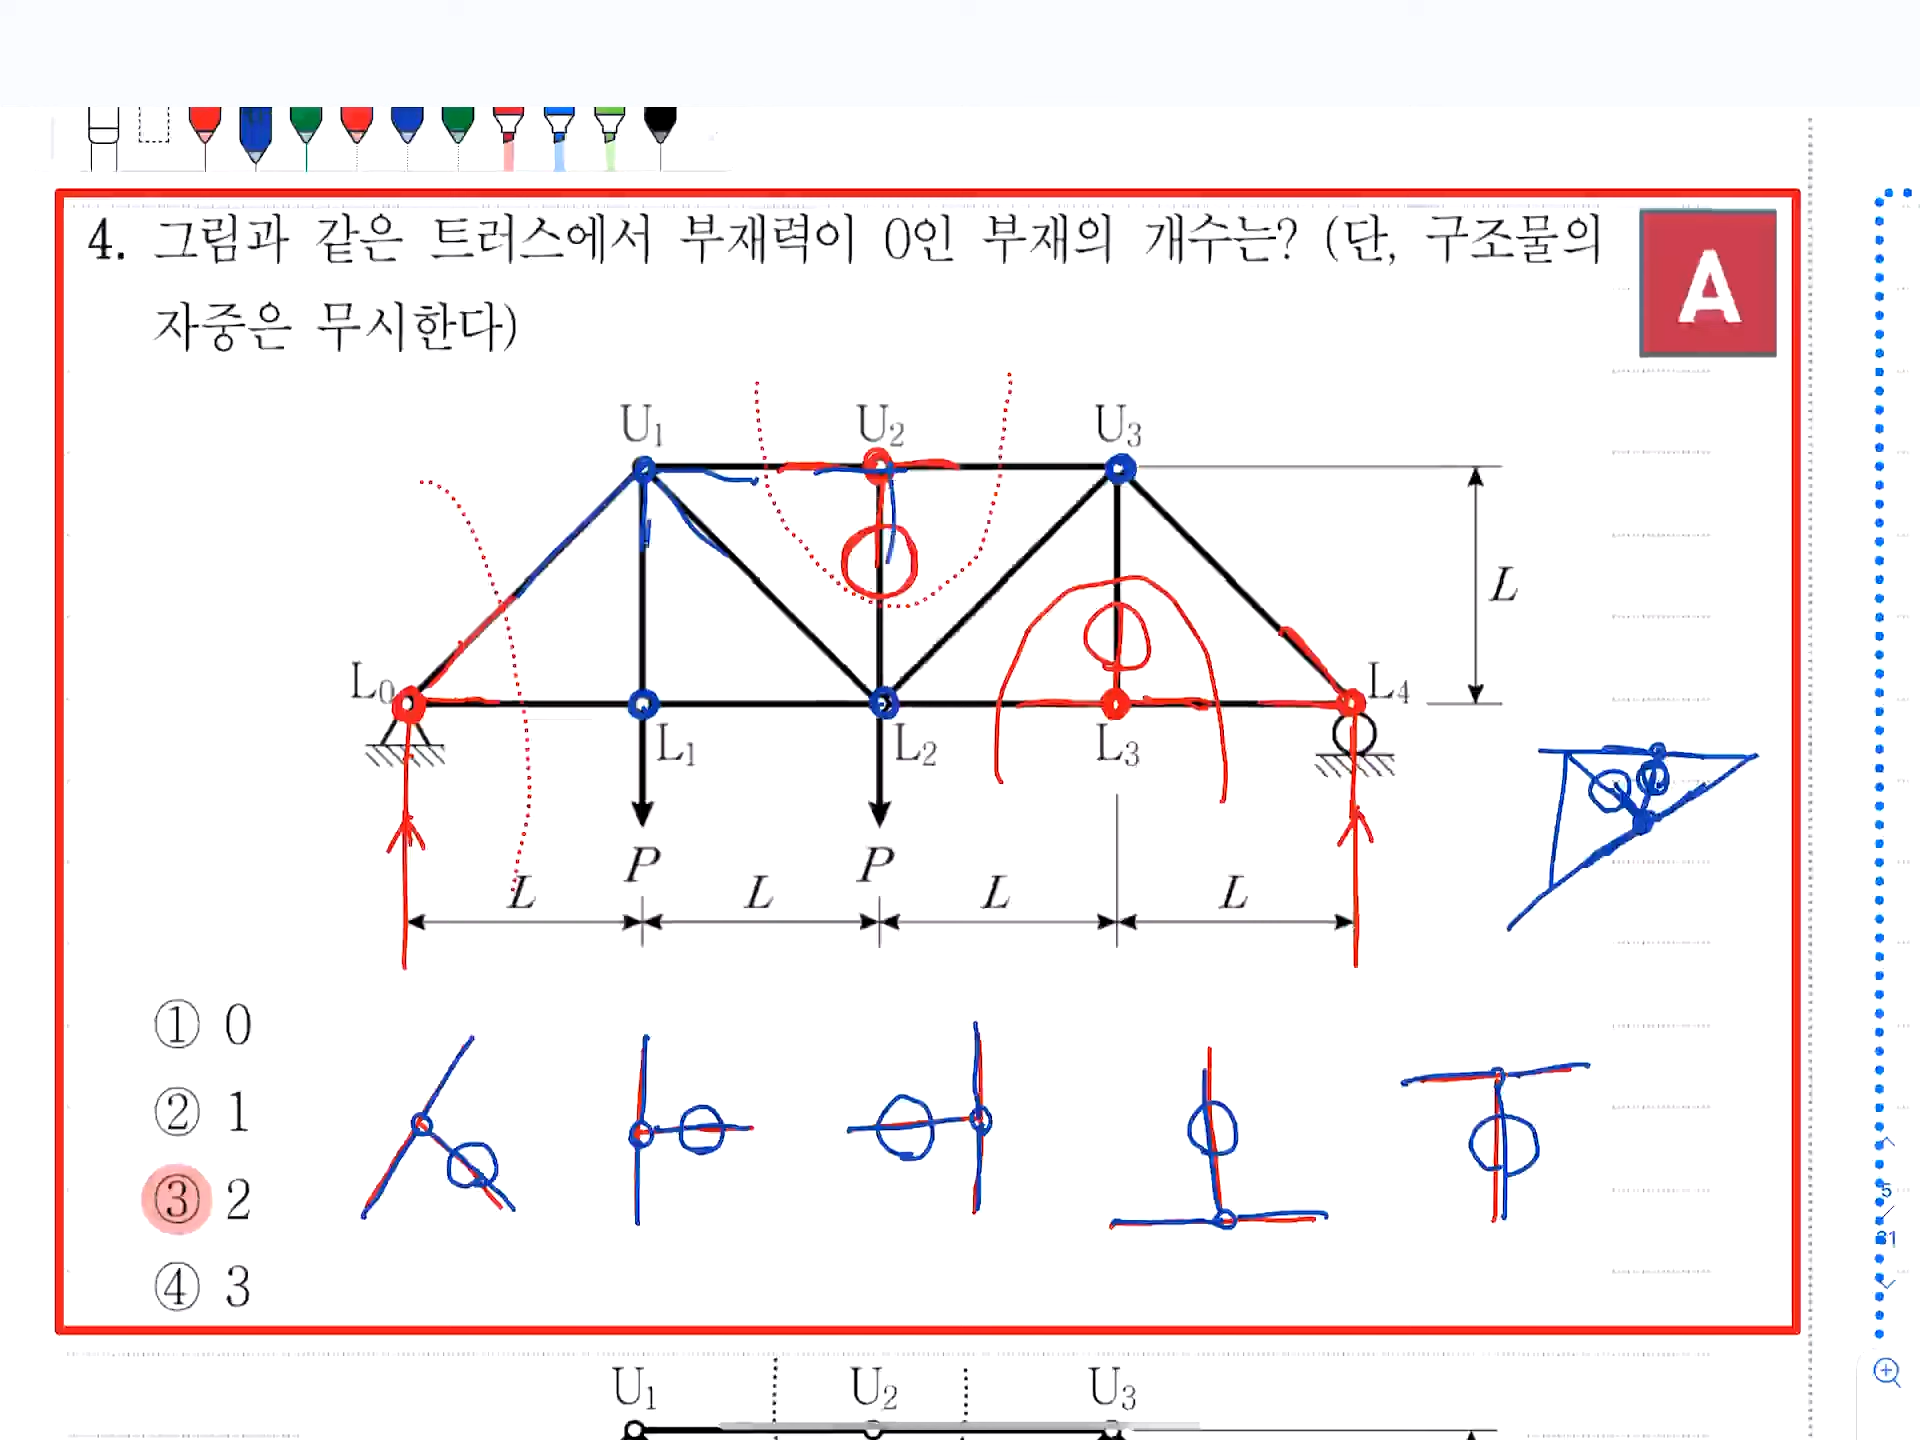 4. 그림과 같은 트러스에서 부재력이 0인 부재의 개수는? (단, 구조물의
자중은 무시한다)
A
U1 U2 U3
L
L0 L4
L1 L2 L3
P P
L L L L
① 0
② 1
③ 2
④ 3
5
/
31
U1 U2 U3